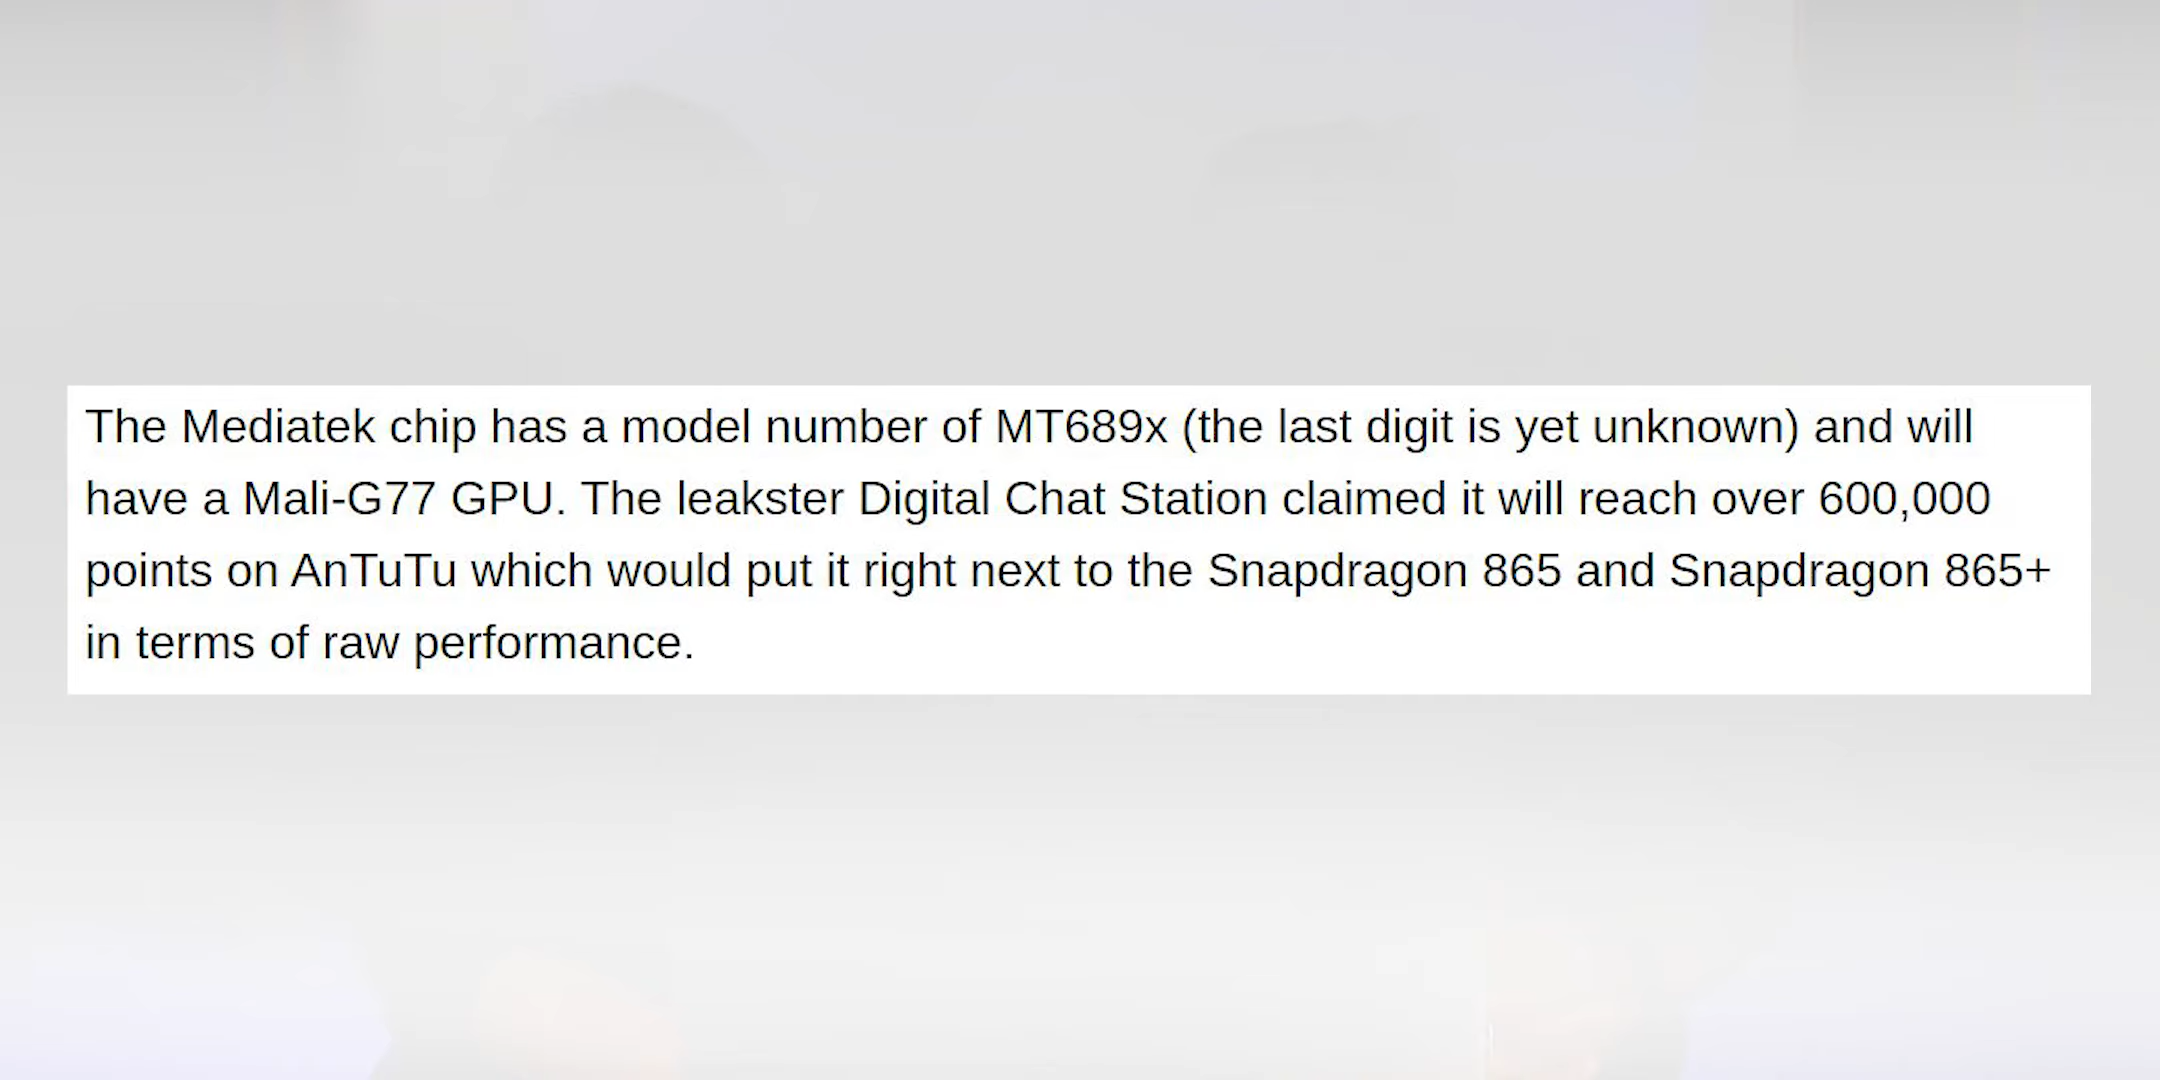 The Mediatek chip has a model number of MT689x (the last digit is yet unknown) and will
have a Mali-G77 GPU. The leakster Digital Chat Station claimed it will reach over 600,000
points on AnTuTu which would put it right next to the Snapdragon 865 and Snapdragon 865+
in terms of raw performance.